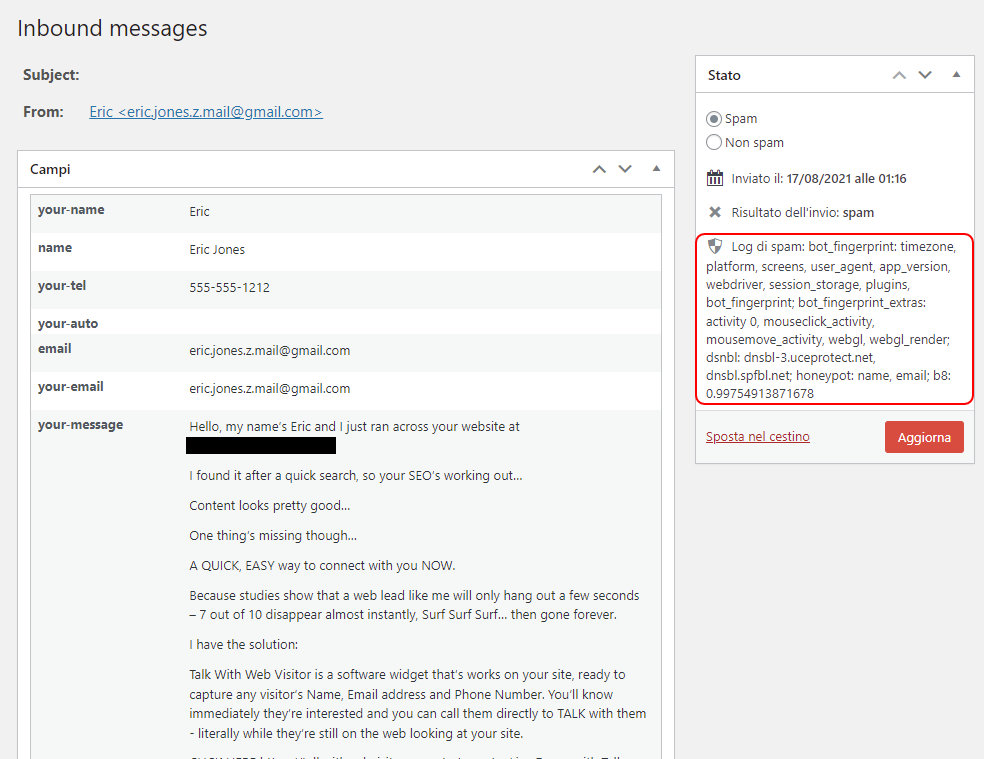 Inbound messages
Subject:
From: Eric <eric.jones.z.mail@gmail.com>
Campi
your-name Eric
name Eric Jones
your-tel 555-555-1212
your-auto
email eric.jones.z.mail@gmail.com
your-email eric.jones.z.mail@gmail.com
your-message Hello, my name's Eric and I just ran across your website at
I found it after a quick search, so your SEO's working out...
Content looks pretty good...
One thing's missing though...
A QUICK, EASY way to connect with you NOW.
Because studies show that a web lead like me will only hang out a few seconds
– 7 out of 10 disappear almost instantly, Surf Surf Surf... then gone forever.
I have the solution:
Talk With Web Visitor is a software widget that's works on your site, ready to
capture any visitor's Name, Email address and Phone Number. You'll know
immediately they're interested and you can call them directly to TALK with them
- literally while they're still on the web looking at your site.
Stato
Spam
Non spam
Inviato il: 17/08/2021 alle 01:16
Risultato dell'invio: spam
Log di spam: bot_fingerprint: timezone,
platform, screens, user_agent, app_version,
webdriver, session_storage, plugins,
bot_fingerprint; bot_fingerprint_extras:
activity 0, mouseclick_activity,
mousemove_activity, webgl, webgl_render;
dsnbl: dnsbl-3.uceprotect.net,
dnsbl.spfbl.net; honeypot: name, email; b8:
0.99754913871678
Sposta nel cestino
Aggiorna